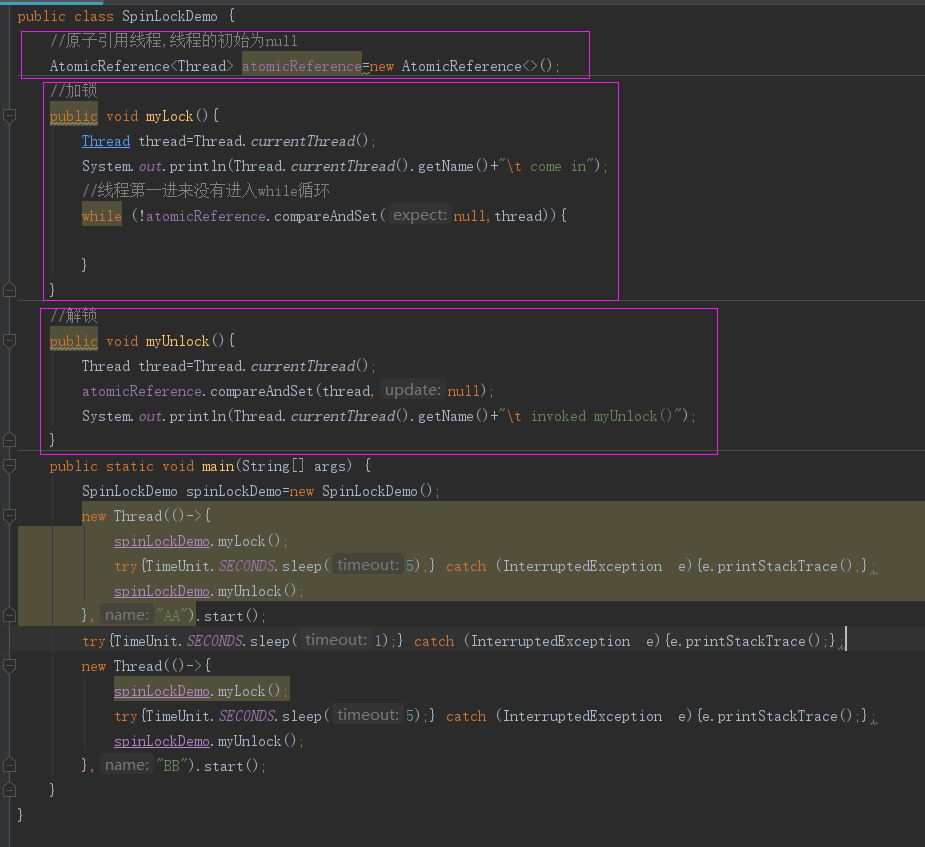 public class SpinLockDemo {
//原子引用线程,线程的初始为null
AtomicReference<Thread> atomicReference=new AtomicReference<>();
//加锁
public void myLock(){
Thread thread=Thread.currentThread();
System.out.println(Thread.currentThread().getName()+"\t come in");
//线程第一进来没有进入while循环
while (!atomicReference.compareAndSet( expect: null,thread)){
}
}
//解锁
public void myUnlock(){
Thread thread=Thread.currentThread();
atomicReference.compareAndSet(thread, update: null);
System.out.println(Thread.currentThread().getName()+"\t invoked myUnlock()");
}
public static void main(String[] args) {
SpinLockDemo spinLockDemo=new SpinLockDemo();
new Thread(()->{
spinLockDemo.myLock();
try{TimeUnit.SECONDS.sleep( timeout: 5);} catch (InterruptedException e){e.printStackTrace();};
spinLockDemo.myUnlock();
}, name: "AA").start();
try{TimeUnit.SECONDS.sleep( timeout: 1);} catch (InterruptedException e){e.printStackTrace();};
new Thread(()->{
spinLockDemo.myLock();
try{TimeUnit.SECONDS.sleep( timeout: 5);} catch (InterruptedException e){e.printStackTrace();};
spinLockDemo.myUnlock();
}, name: "BB").start();
}
}